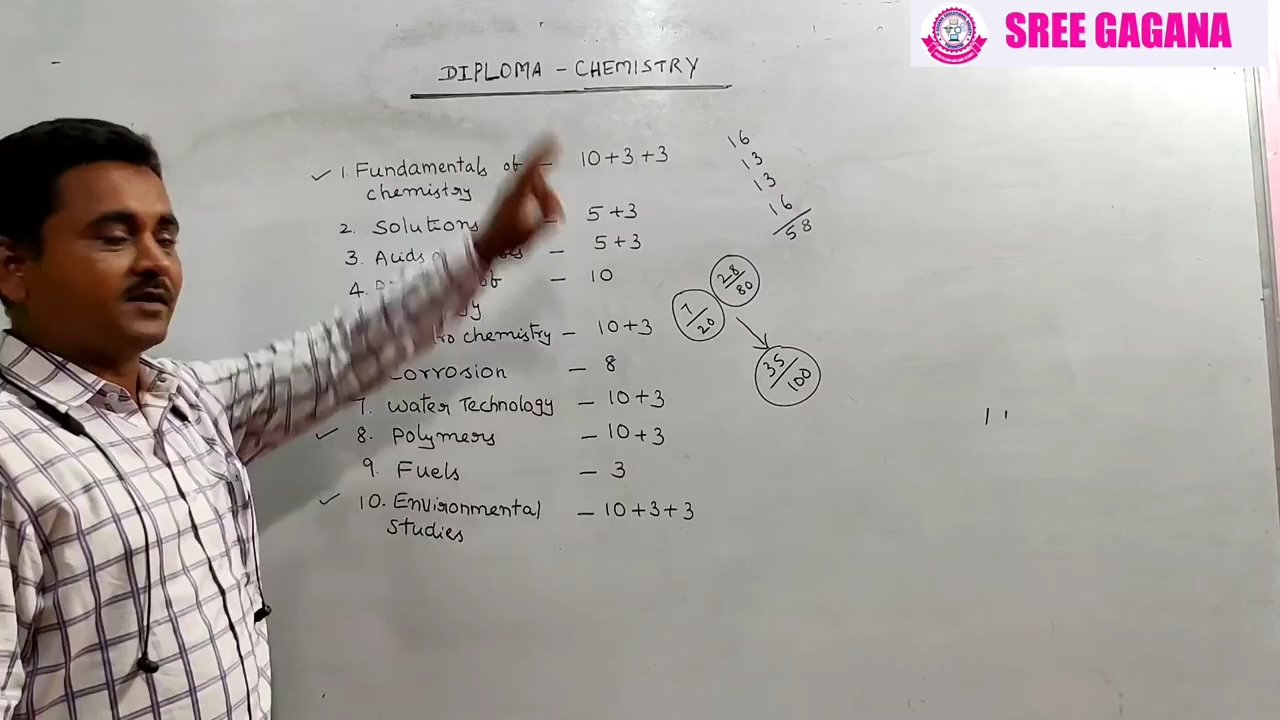 SREE GAGANA
DIPLOMA - CHEMISTRY
✓ 1. Fundamentals of - 10+3+3
chemistry
2. Solutions - 5+3
3. Acids - 5+3
4. of - 10
chemistry - 10+3
corrosion - 8
7. Water Technology - 10+3
✓ 8. Polymers - 10+3
9. Fuels - 3
✓ 10. Environmental - 10+3+3
Studies
16
13
13
16
58
28/80
7/20
35/100